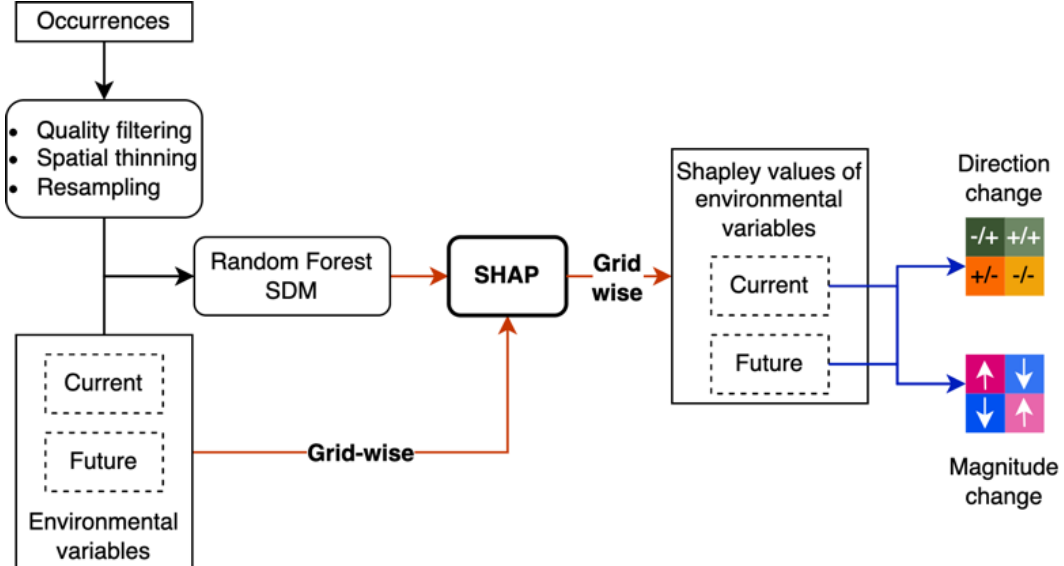 Occurrences
• Quality filtering
• Spatial thinning
• Resampling
Random Forest
SDM
SHAP
Grid
wise
Shapley values of
environmental
variables
Current
Future
Direction
change
-/+ +/+
+/- -/-
↑ ↓
↓ ↑
Magnitude
change
Current
Future
Environmental
variables
Grid-wise